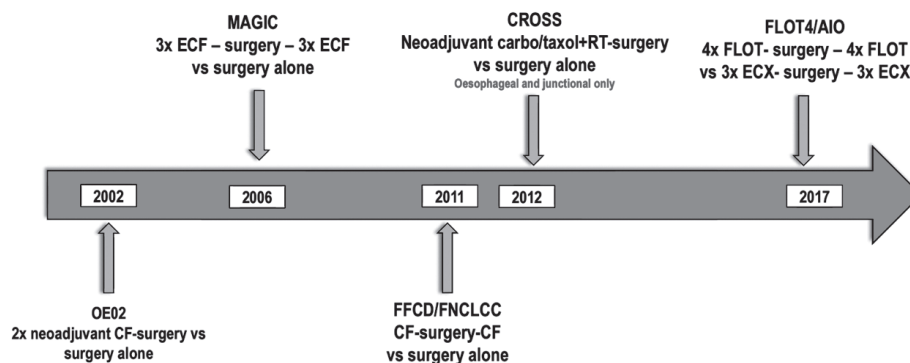 MAGIC
3x ECF – surgery – 3x ECF
vs surgery alone
CROSS
Neoadjuvant carbo/taxol+RT-surgery
vs surgery alone
Oesophageal and junctional only
FLOT4/AIO
4x FLOT- surgery – 4x FLOT
vs 3x ECX- surgery – 3x ECX
2002
2006
2011
2012
2017
OE02
2x neoadjuvant CF-surgery vs
surgery alone
FFCD/FNCLCC
CF-surgery-CF
vs surgery alone